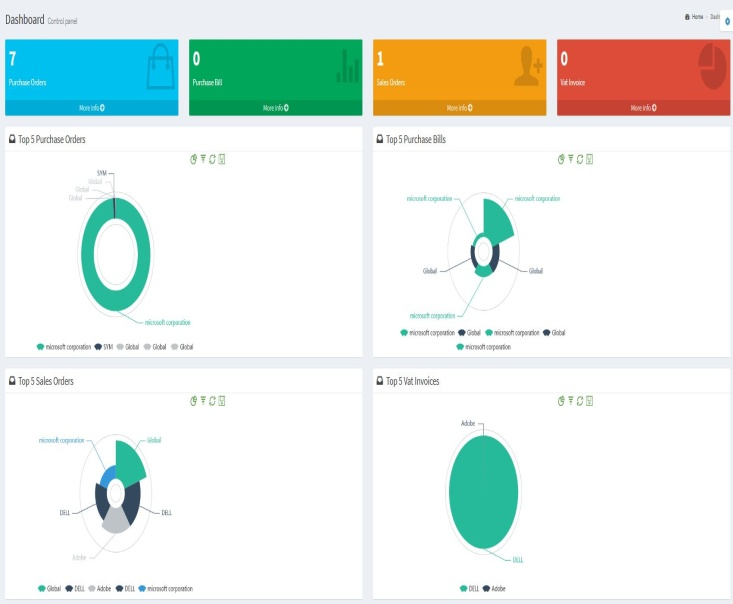 Dashboard Control panel
Home
7
Purchase Orders
More info
0
Purchase Bill
More info
1
Sales Orders
More info
0
Vat Invoice
More info
Top 5 Purchase Orders
SYM
Global
Global
Global
microsoft corporation
microsoft corporation SYM Global Global Global
Top 5 Purchase Bills
microsoft corporation microsoft corporation
Global Global
microsoft corporation
microsoft corporation Global microsoft corporation Global
microsoft corporation
Top 5 Sales Orders
microsoft corporation Global
DELL DELL
Adobe
Global DELL Adobe DELL microsoft corporation
Top 5 Vat Invoices
Adobe
DELL
DELL Adobe